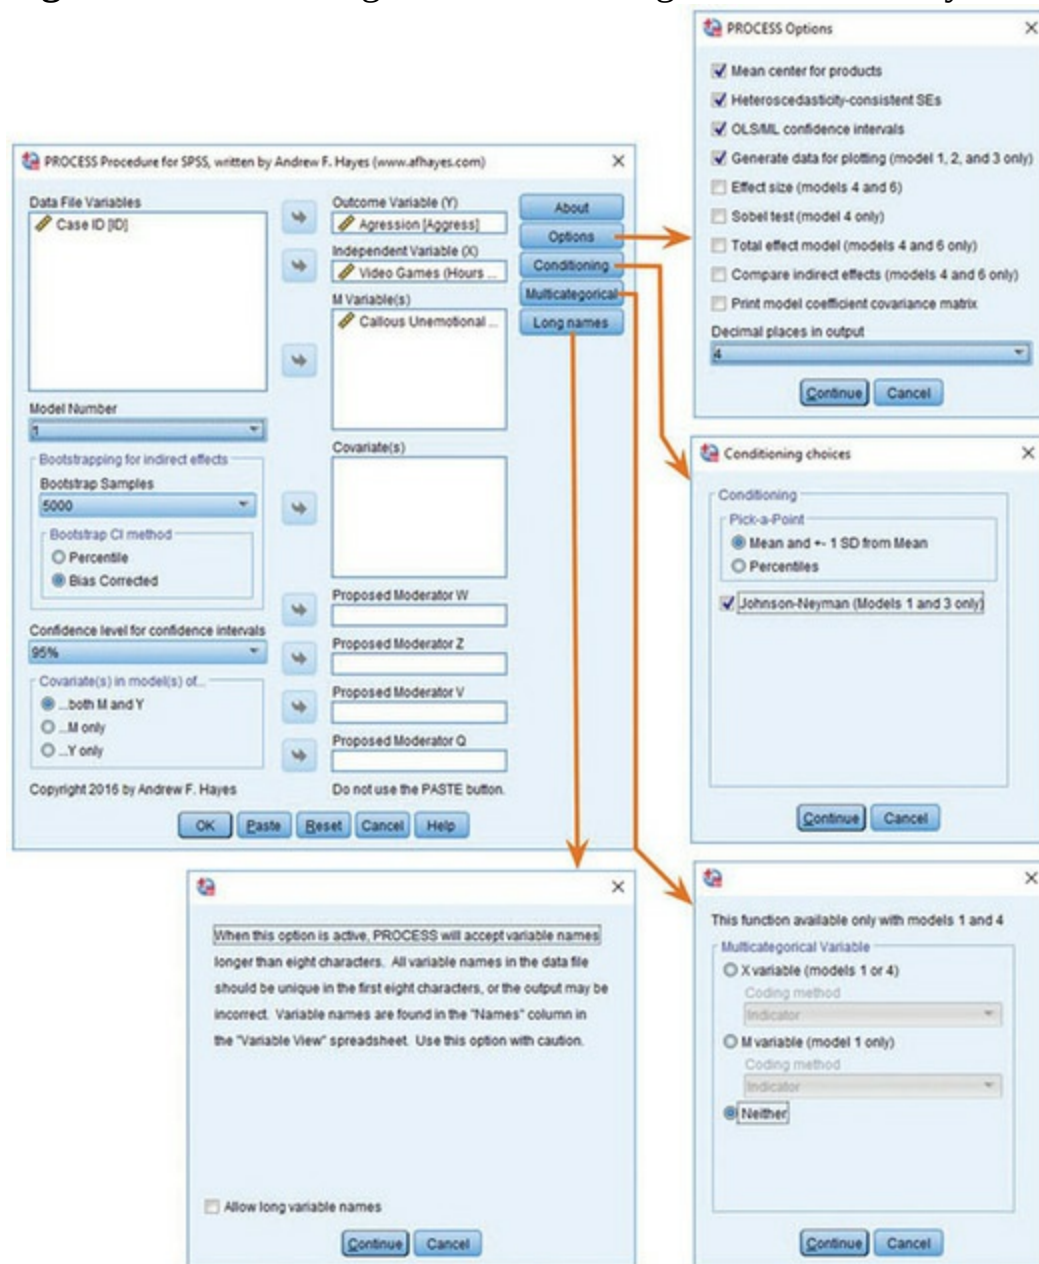 PROCESS Options
Mean center for products
Heteroscedasticity-consistent SEs
OLS/ML confidence intervals
Generate data for plotting (model 1, 2, and 3 only)
Effect size (models 4 and 6)
Sobel test (model 4 only)
Total effect model (models 4 and 6 only)
Compare indirect effects (models 4 and 6 only)
Print model coefficient covariance matrix
Decimal places in output
4
Continue
Cancel
PROCESS Procedure for SPSS, written by Andrew F. Hayes (www.afhayes.com)
Data File Variables
Case ID [ID]
Model Number
1
Bootstrapping for indirect effects
Bootstrap Samples
5000
Bootstrap CI method
Percentile
Bias Corrected
Confidence level for confidence intervals
95%
Covariate(s) in model(s) of...
...both M and Y
...M only
...Y only
Copyright 2016 by Andrew F. Hayes
Outcome Variable (Y)
Agression [Aggress]
Independent Variable (X)
Video Games (Hours ...
M Variable(s)
Callous Unemotional ...
Covariate(s)
Proposed Moderator W
Proposed Moderator Z
Proposed Moderator V
Proposed Moderator Q
Do not use the PASTE button.
About
Options
Conditioning
Multicategorical
Long names
OK
Paste
Reset
Cancel
Help
Conditioning choices
Conditioning
Pick-a-Point
Mean and +- 1 SD from Mean
Percentiles
Johnson-Neyman (Models 1 and 3 only)
Continue
Cancel
When this option is active, PROCESS will accept variable names
longer than eight characters. All variable names in the data file
should be unique in the first eight characters, or the output may be
incorrect. Variable names are found in the "Names" column in
the "Variable View" spreadsheet. Use this option with caution.
Allow long variable names
Continue
Cancel
This function available only with models 1 and 4
Multicategorical Variable
X variable (models 1 or 4)
Coding method
Indicator
M variable (model 1 only)
Coding method
Indicator
Neither
Continue
Cancel